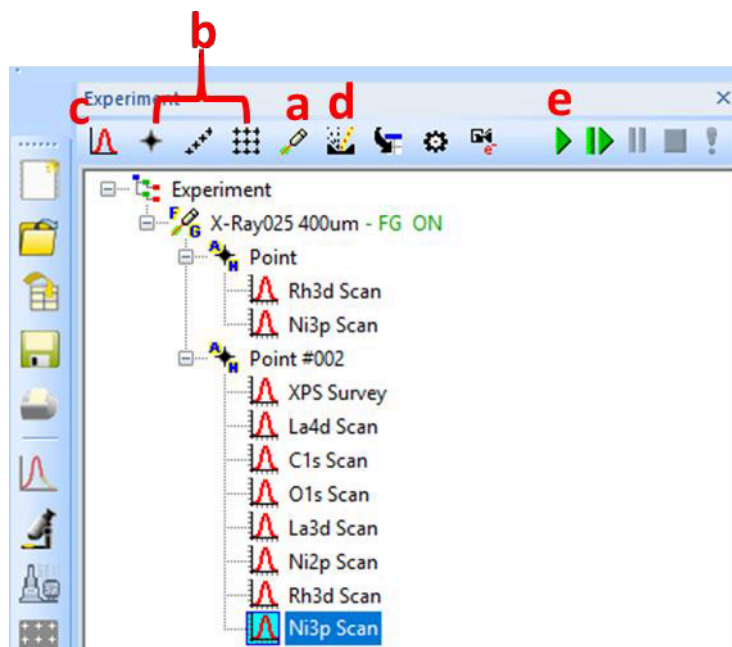 b
c Experiment a d e
Experiment
X-Ray025 400um - FG ON
Point
Rh3d Scan
Ni3p Scan
Point #002
XPS Survey
La4d Scan
C1s Scan
O1s Scan
La3d Scan
Ni2p Scan
Rh3d Scan
Ni3p Scan